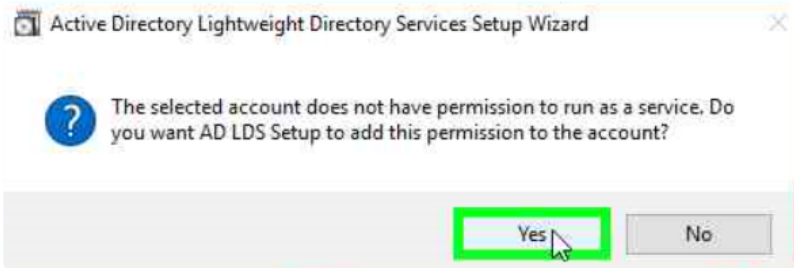 Active Directory Lightweight Directory Services Setup Wizard
The selected account does not have permission to run as a service. Do
you want AD LDS Setup to add this permission to the account?
Yes
No